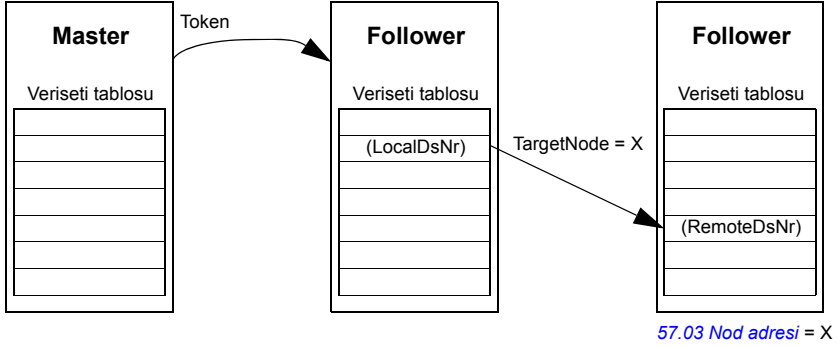 Token
Master
Follower
Follower
Veriseti tablosu
Veriseti tablosu
Veriseti tablosu
(LocalDsNr)
TargetNode = X
(RemoteDsNr)
57.03 Nod adresi = X